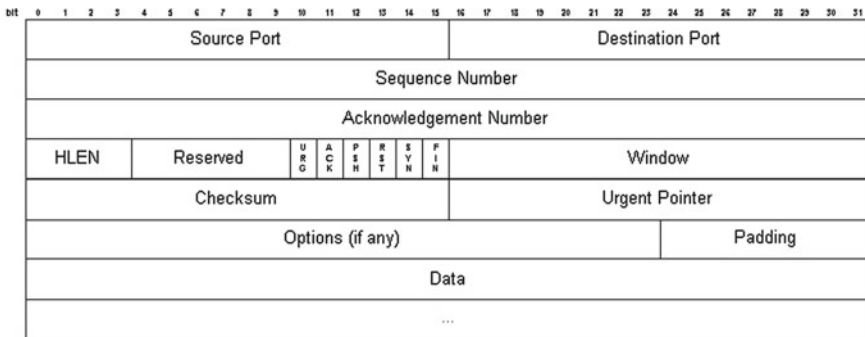 bit 0 1 2 3 4 5 6 7 8 9 10 11 12 13 14 15 16 17 18 19 20 21 22 23 24 25 26 27 28 29 30 31
Source Port Destination Port
Sequence Number
Acknowledgement Number
HLEN Reserved URG ACK PSH RST SYN FIN Window
Checksum Urgent Pointer
Options (if any) Padding
Data
...